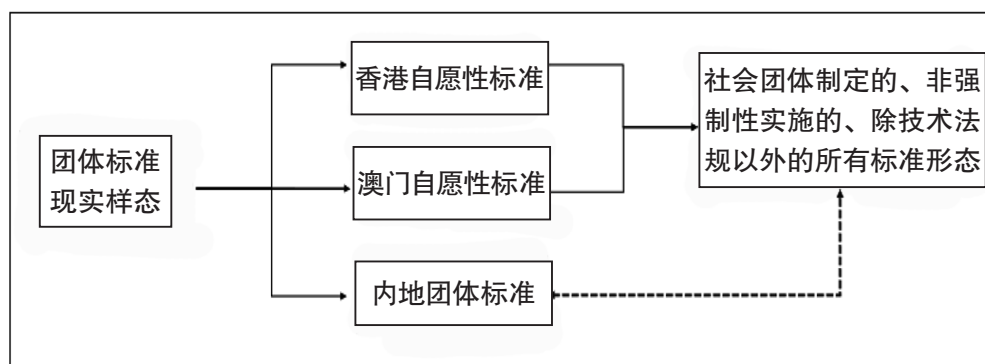 团体标准
现实样态
香港自愿性标准
澳门自愿性标准
内地团体标准
社会团体制定的、非强
制性实施的、除技术法
规以外的所有标准形态